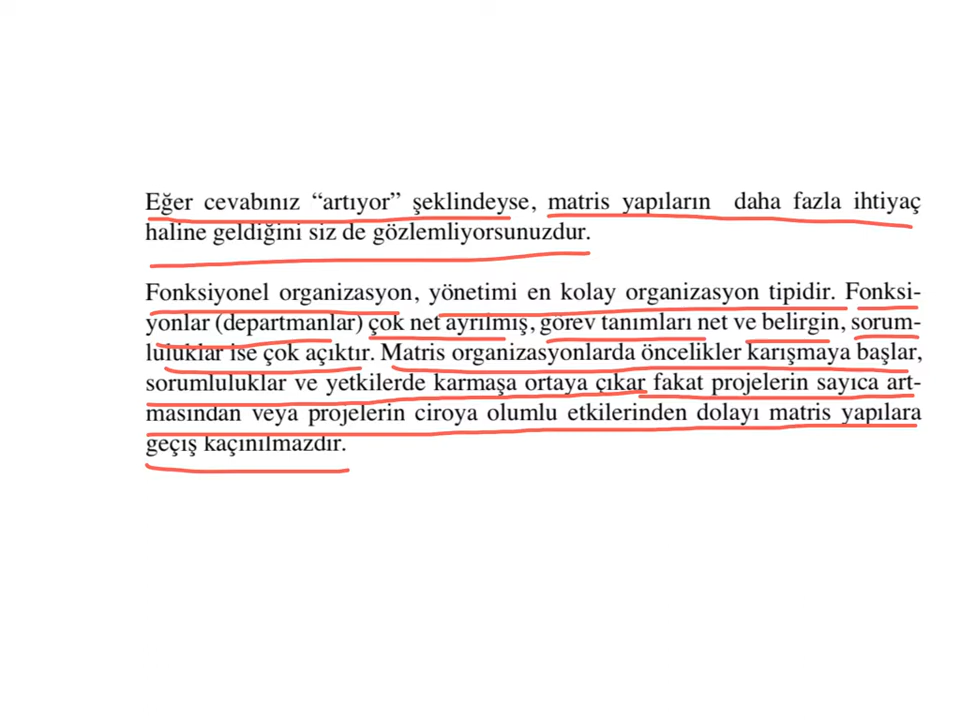 Eğer cevabınız “artıyor” şeklindeyse, matris yapıların daha fazla ihtiyaç
haline geldiğini siz de gözlemliyorsunuzdur.
Fonksiyonel organizasyon, yönetimi en kolay organizasyon tipidir. Fonksi-
yonlar (departmanlar) çok net ayrılmış, görev tanımları net ve belirgin, sorum-
luluklar ise çok açıktır. Matris organizasyonlarda öncelikler karışmaya başlar,
sorumluluklar ve yetkilerde karmaşa ortaya çıkar fakat projelerin sayıca art-
masından veya projelerin ciroya olumlu etkilerinden dolayı matris yapılara
geçiş kaçınılmazdır.